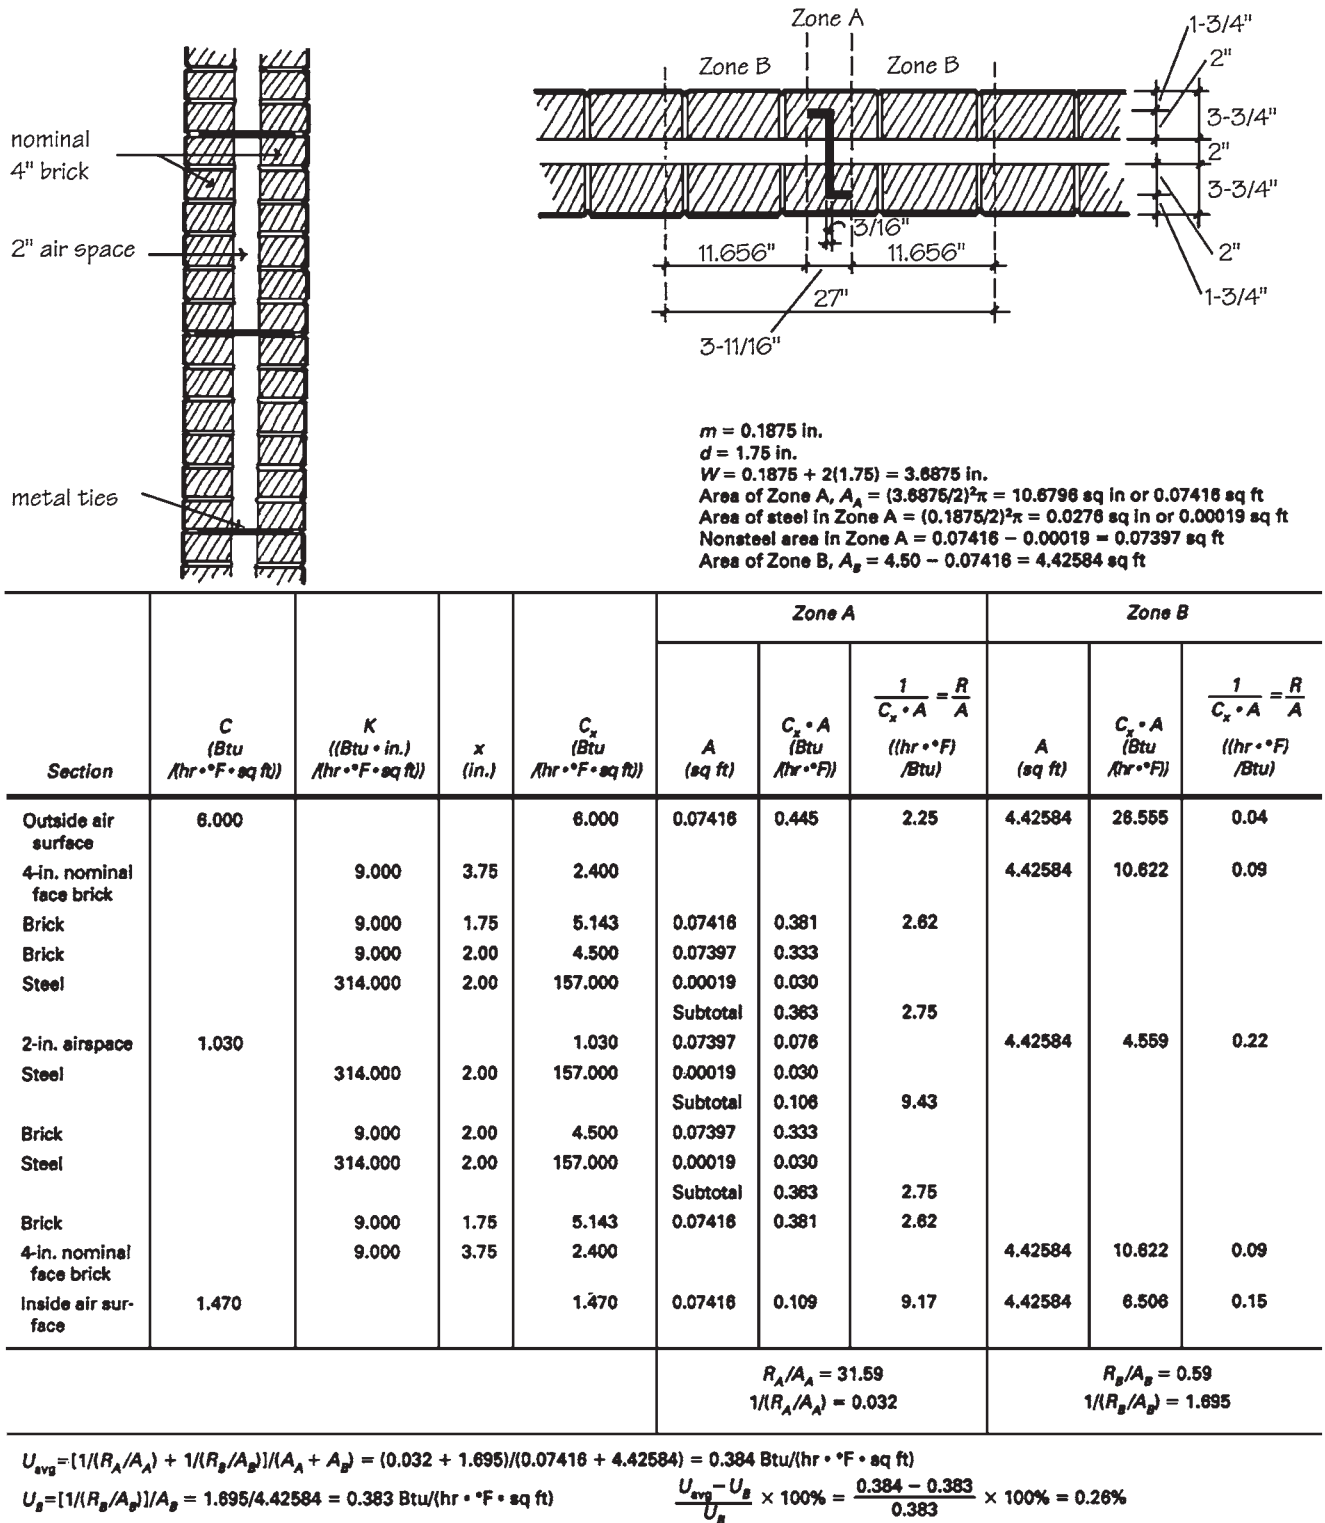 nominal
4" brick
2" air space
metal ties
Zone A
Zone B
Zone B
1-3/4"
2"
3-3/4"
2"
3-3/4"
2"
1-3/4"
3/16"
11.656"
11.656"
27"
3-11/16"
m = 0.1875 in.
d = 1.75 in.
W = 0.1875 + 2(1.75) = 3.6875 in.
Area of Zone A, A_A = (3.6875/2)²π = 10.6796 sq in or 0.07416 sq ft
Area of steel in Zone A = (0.1875/2)²π = 0.0276 sq in or 0.00019 sq ft
Nonsteel area in Zone A = 0.07416 − 0.00019 = 0.07397 sq ft
Area of Zone B, A_B = 4.50 − 0.07416 = 4.42584 sq ft
Zone A
Zone B
Section
C
(Btu
/(hr•°F•sq ft))
K
((Btu • in.)
/(hr•°F•sq ft))
x
(in.)
C_x
(Btu
/(hr•°F•sq ft))
A
(sq ft)
C_x • A
(Btu
/(hr•°F))
1/(C_x • A) = R/A
((hr•°F)
/Btu)
A
(sq ft)
C_x • A
(Btu
/(hr•°F))
1/(C_x • A) = R/A
((hr•°F)
/Btu)
Outside air surface 6.000 6.000 0.07416 0.445 2.25 4.42584 26.555 0.04
4-in. nominal face brick 9.000 3.75 2.400 4.42584 10.622 0.09
Brick 9.000 1.75 5.143 0.07416 0.381 2.62
Brick 9.000 2.00 4.500 0.07397 0.333
Steel 314.000 2.00 157.000 0.00019 0.030
Subtotal 0.363 2.75
2-in. airspace 1.030 1.030 0.07397 0.076 4.42584 4.559 0.22
Steel 314.000 2.00 157.000 0.00019 0.030
Subtotal 0.106 9.43
Brick 9.000 2.00 4.500 0.07397 0.333
Steel 314.000 2.00 157.000 0.00019 0.030
Subtotal 0.363 2.75
Brick 9.000 1.75 5.143 0.07416 0.381 2.62
4-in. nominal face brick 9.000 3.75 2.400 4.42584 10.622 0.09
Inside air sur-
face 1.470 1.470 0.07416 0.109 9.17 4.42584 6.506 0.15
R_A/A_A = 31.59
1/(R_A/A_A) = 0.032
R_B/A_B = 0.59
1/(R_B/A_B) = 1.695
U_avg=[1/(R_A/A_A) + 1/(R_B/A_B)]/(A_A + A_B) = (0.032 + 1.695)/(0.07416 + 4.42584) = 0.384 Btu/(hr • °F • sq ft)
U_B=[1/(R_B/A_B)]/A_B = 1.695/4.42584 = 0.383 Btu/(hr • °F • sq ft)
(U_avg − U_B)/U_B × 100% = (0.384 − 0.383)/0.383 × 100% = 0.26%